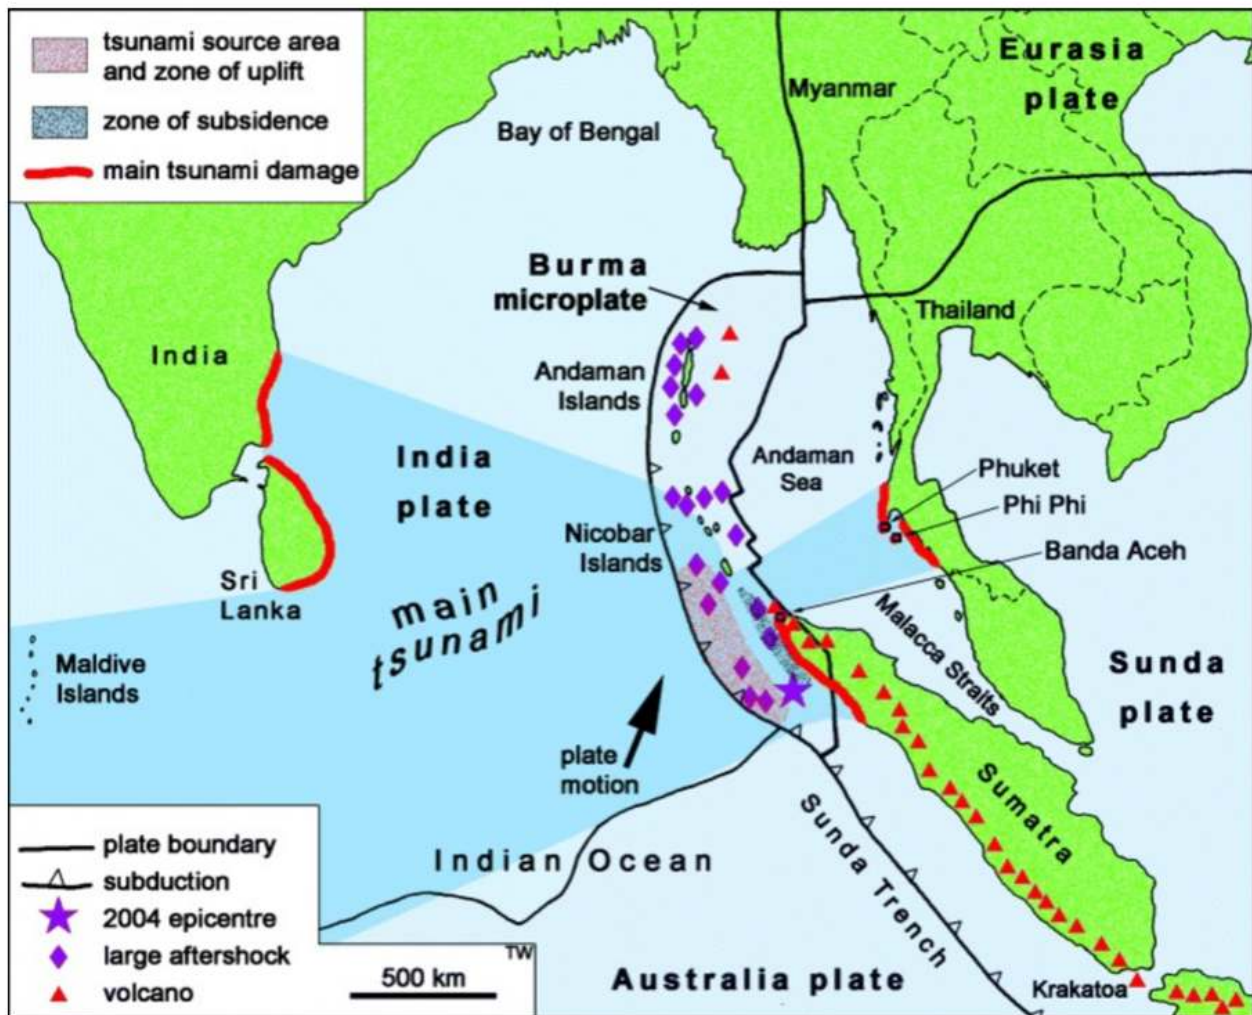 tsunami source area
and zone of uplift
zone of subsidence
main tsunami damage
Eurasia
plate
Myanmar
Bay of Bengal
Burma
microplate
Thailand
India
Andaman
Islands
India
plate
Andaman
Sea
Phuket
Phi Phi
Nicobar
Islands
Banda Aceh
Sri
Lanka
main
tsunami
Malacca Straits
Maldive
Islands
Sunda
plate
plate
motion
Sumatra
Sunda Trench
Indian Ocean
Australia plate
Krakatoa
plate boundary
subduction
2004 epicentre
large aftershock
volcano
TW
500 km